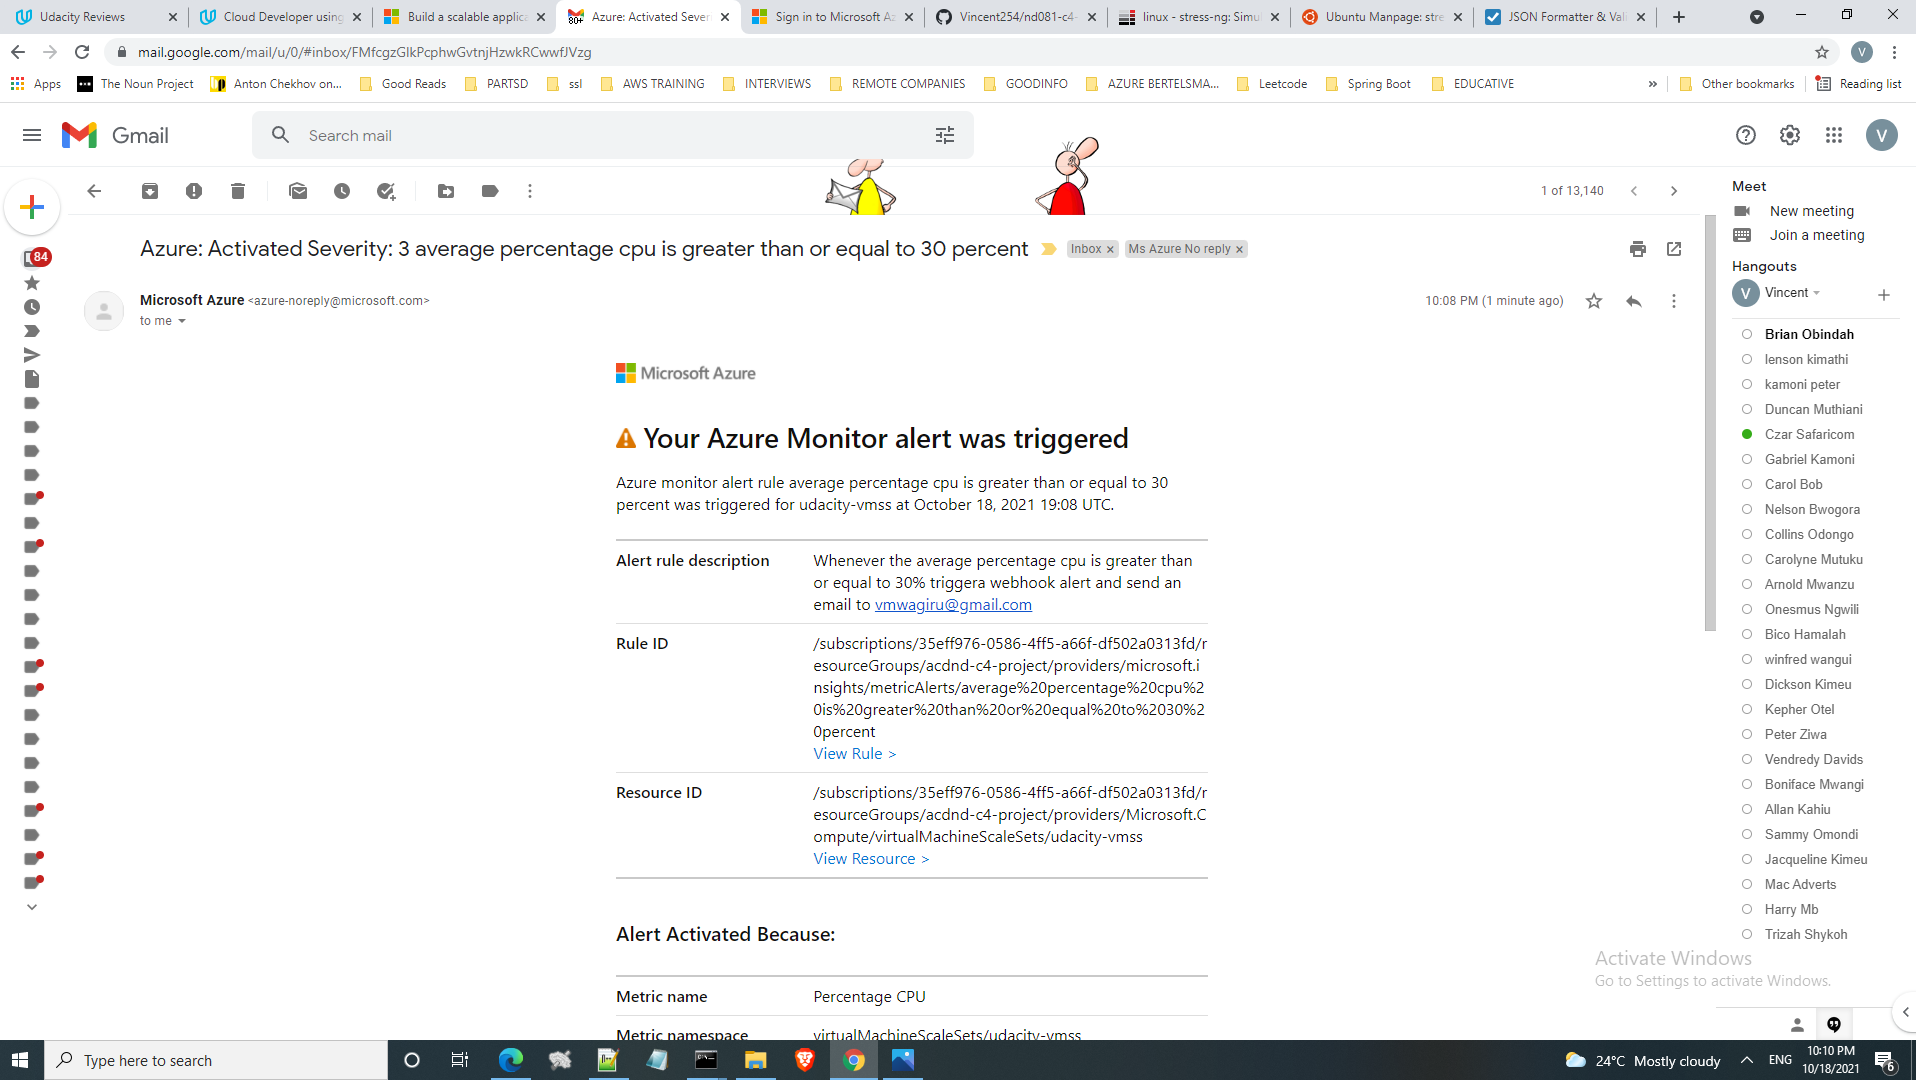 Udacity Reviews
Cloud Developer using
Build a scalable applica
80+
Azure: Activated Sever
Sign in to Microsoft Az
Vincent254/nd081-c4-
linux - stress-ng: Simul
Ubuntu Manpage: stre
JSON Formatter & Vali
mail.google.com/mail/u/0/#inbox/FMfcgzGlkPcphwGvtnjHzwkRCwwfJVzg
V
Apps
The Noun Project
Anton Chekhov on...
Good Reads
PARTSD
ssl
AWS TRAINING
INTERVIEWS
REMOTE COMPANIES
GOODINFO
AZURE BERTELSMA...
Leetcode
Spring Boot
EDUCATIVE
»
Other bookmarks
Reading list
Gmail
Search mail
V
1 of 13,140
84
Azure: Activated Severity: 3 average percentage cpu is greater than or equal to 30 percent
Inbox ×
Ms Azure No reply ×
Microsoft Azure <azure-noreply@microsoft.com>
to me
10:08 PM (1 minute ago)
Microsoft Azure
Your Azure Monitor alert was triggered
Azure monitor alert rule average percentage cpu is greater than or equal to 30
percent was triggered for udacity-vmss at October 18, 2021 19:08 UTC.
Alert rule description
Whenever the average percentage cpu is greater than
or equal to 30% triggera webhook alert and send an
email to vmwagiru@gmail.com
Rule ID
/subscriptions/35eff976-0586-4ff5-a66f-df502a0313fd/r
esourceGroups/acdnd-c4-project/providers/microsoft.i
nsights/metricAlerts/average%20percentage%20cpu%2
0is%20greater%20than%20or%20equal%20to%2030%2
0percent
View Rule >
Resource ID
/subscriptions/35eff976-0586-4ff5-a66f-df502a0313fd/r
esourceGroups/acdnd-c4-project/providers/Microsoft.C
ompute/virtualMachineScaleSets/udacity-vmss
View Resource >
Alert Activated Because:
Metric name
Percentage CPU
Metric namespace
virtualMachineScaleSets/udacity-vmss
Meet
New meeting
Join a meeting
Hangouts
V
Vincent
Brian Obindah
lenson kimathi
kamoni peter
Duncan Muthiani
Czar Safaricom
Gabriel Kamoni
Carol Bob
Nelson Bwogora
Collins Odongo
Carolyne Mutuku
Arnold Mwanzu
Onesmus Ngwili
Bico Hamalah
winfred wangui
Dickson Kimeu
Kepher Otel
Peter Ziwa
Vendredy Davids
Boniface Mwangi
Allan Kahiu
Sammy Omondi
Jacqueline Kimeu
Mac Adverts
Harry Mb
Trizah Shykoh
Activate Windows
Go to Settings to activate Windows.
Type here to search
24°C Mostly cloudy
ENG
10:10 PM
10/18/2021
6